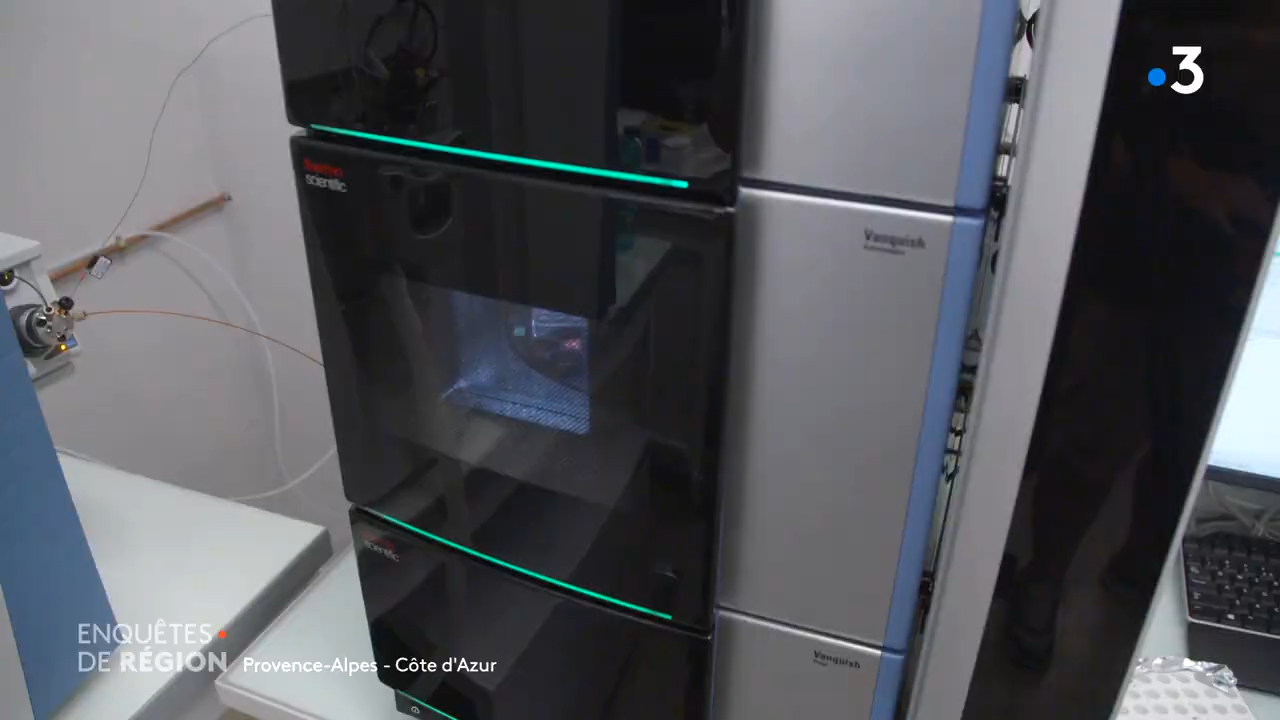 3
thermo
scientific
Vanquish
scientific
Vanquish
ENQUÊTES
DE RÉGION Provence-Alpes - Côte d'Azur